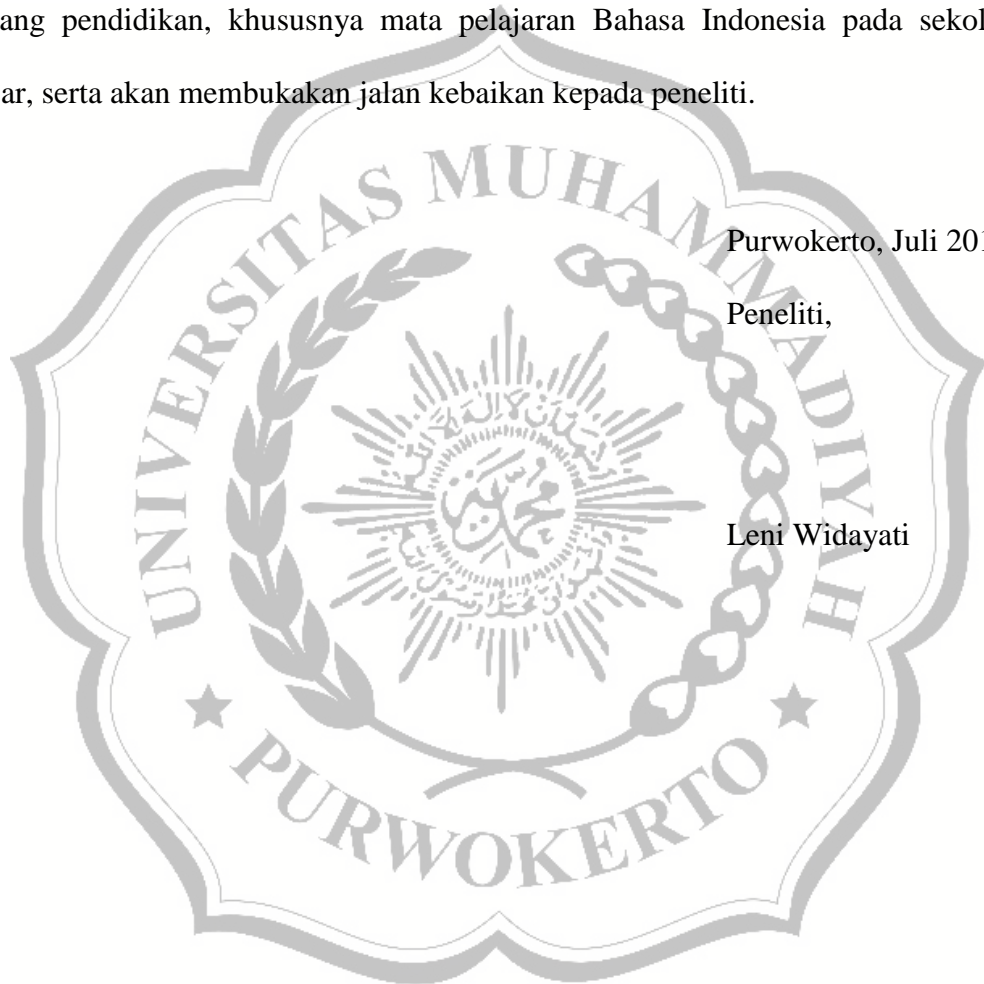 ang pendidikan, khususnya mata pelajaran Bahasa Indonesia pada sekol
ar, serta akan membukakan jalan kebaikan kepada peneliti.
Purwokerto, Juli 201
Peneliti,
Leni Widayati
UNIVERSITAS MUHAMMADIYAH
PURWOKERTO